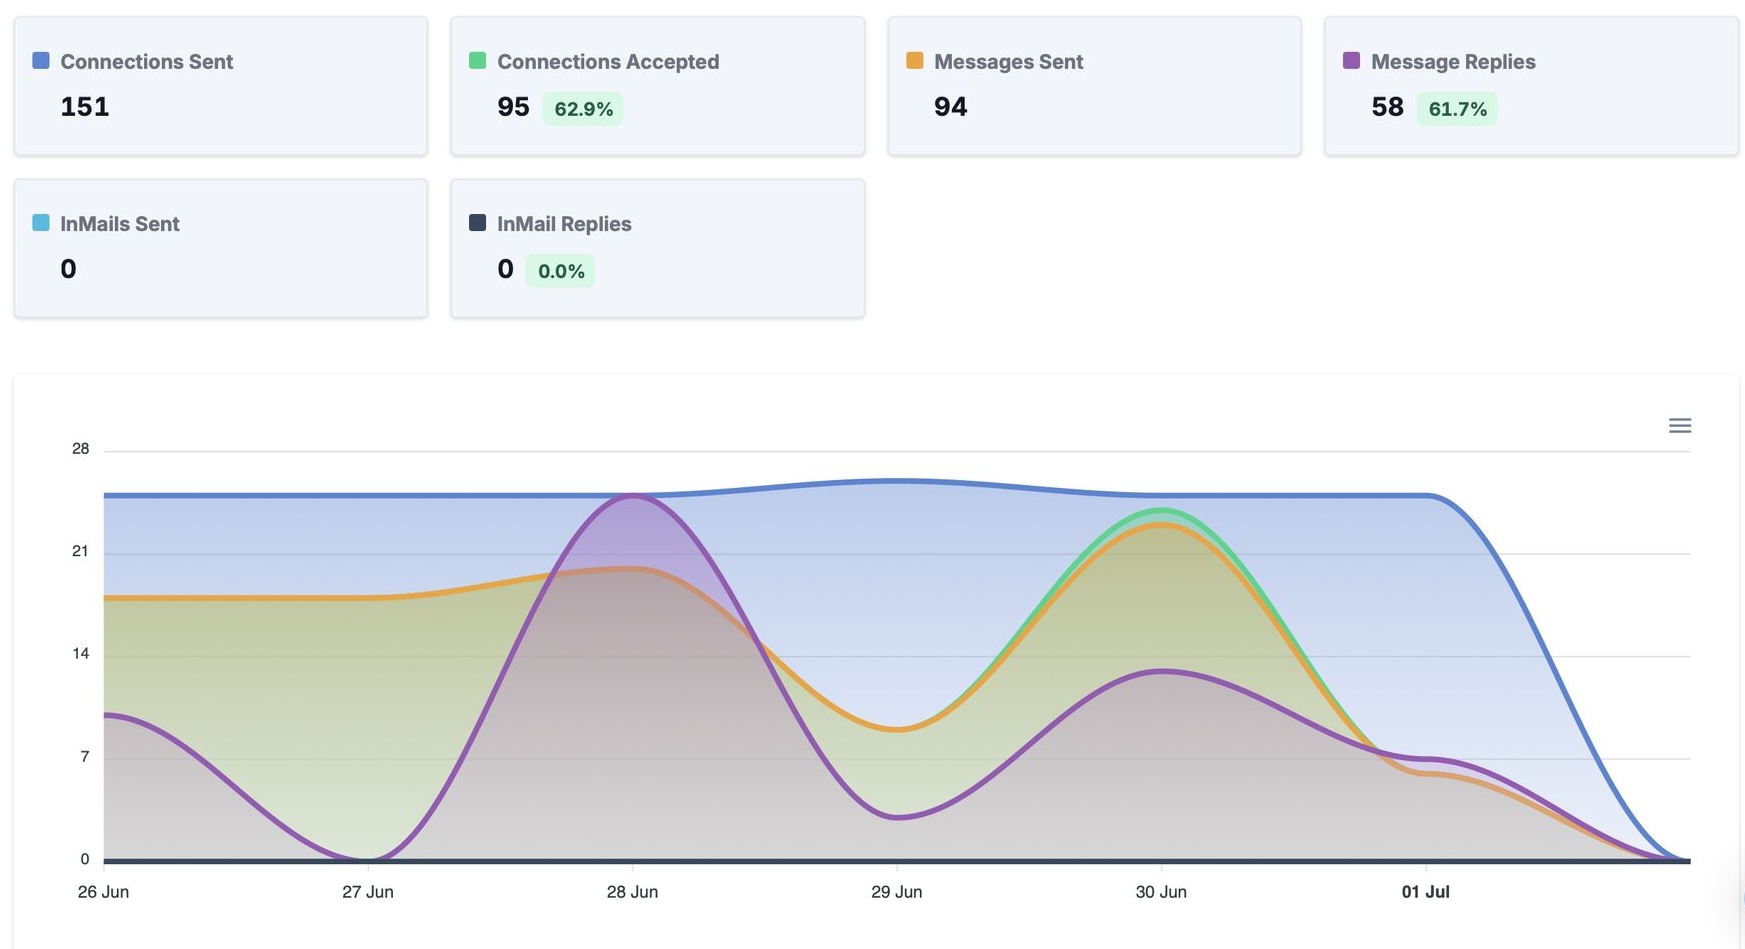 Connections Sent
151
Connections Accepted
95 62.9%
Messages Sent
94
Message Replies
58 61.7%
InMails Sent
0
InMail Replies
0 0.0%
28
21
14
7
0
26 Jun 27 Jun 28 Jun 29 Jun 30 Jun 01 Jul